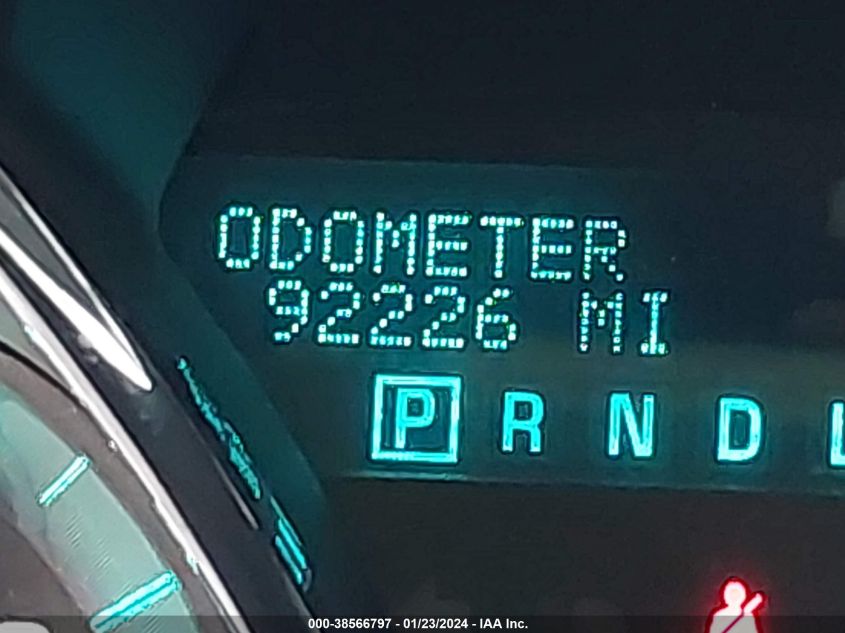 ODOMETER
92226 MI
P R N D L
000-38566797 - 01/23/2024 - IAA Inc.